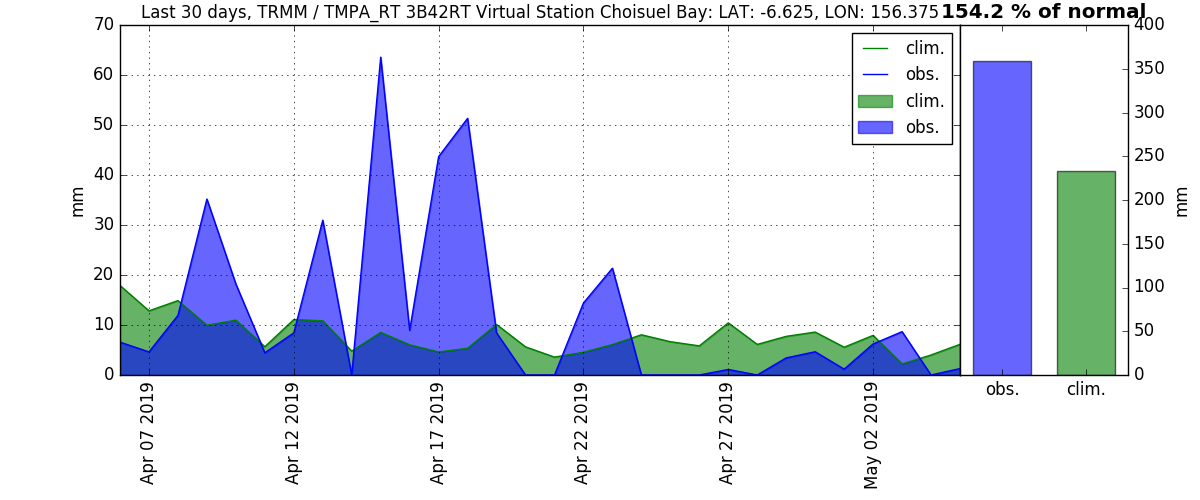 Last 30 days, TRMM / TMPA_RT 3B42RT Virtual Station Choisuel Bay: LAT: -6.625, LON: 156.375
154.2 % of normal
70
60
50
40
30
20
10
0
mm
clim.
obs.
clim.
obs.
Apr 07 2019
Apr 12 2019
Apr 17 2019
Apr 22 2019
Apr 27 2019
May 02 2019
400
350
300
250
200
150
100
50
0
mm
obs.
clim.